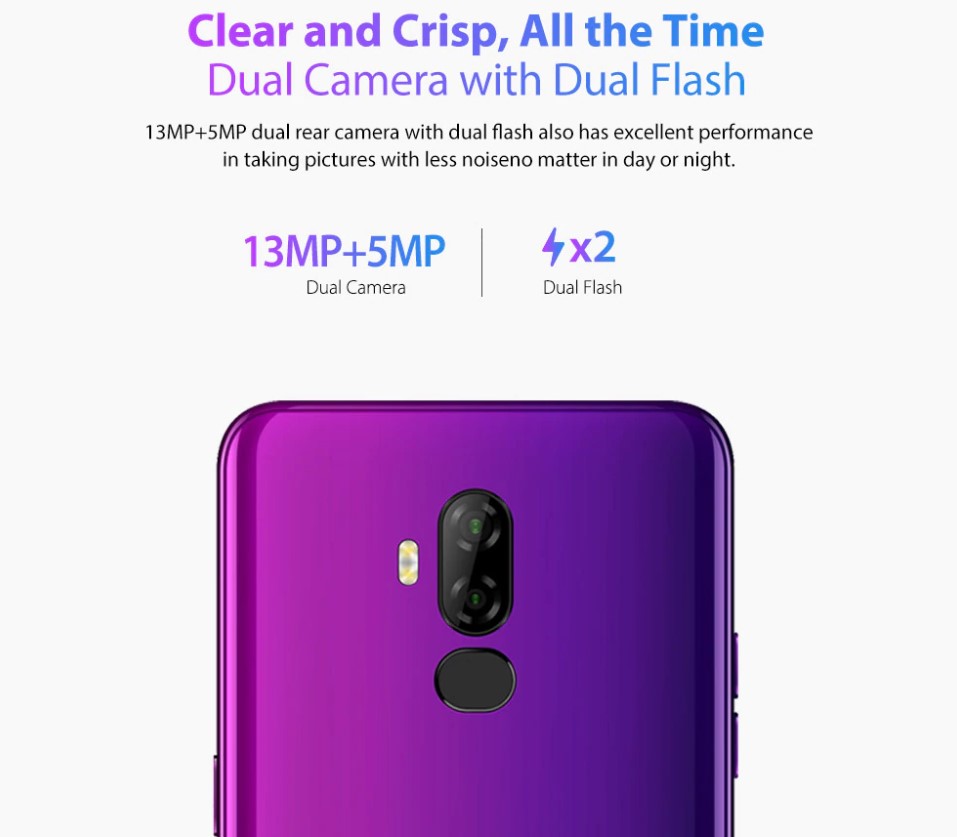 Clear and Crisp, All the Time
Dual Camera with Dual Flash
13MP+5MP dual rear camera with dual flash also has excellent performance
in taking pictures with less noiseno matter in day or night.
13MP+5MP
Dual Camera
x2
Dual Flash